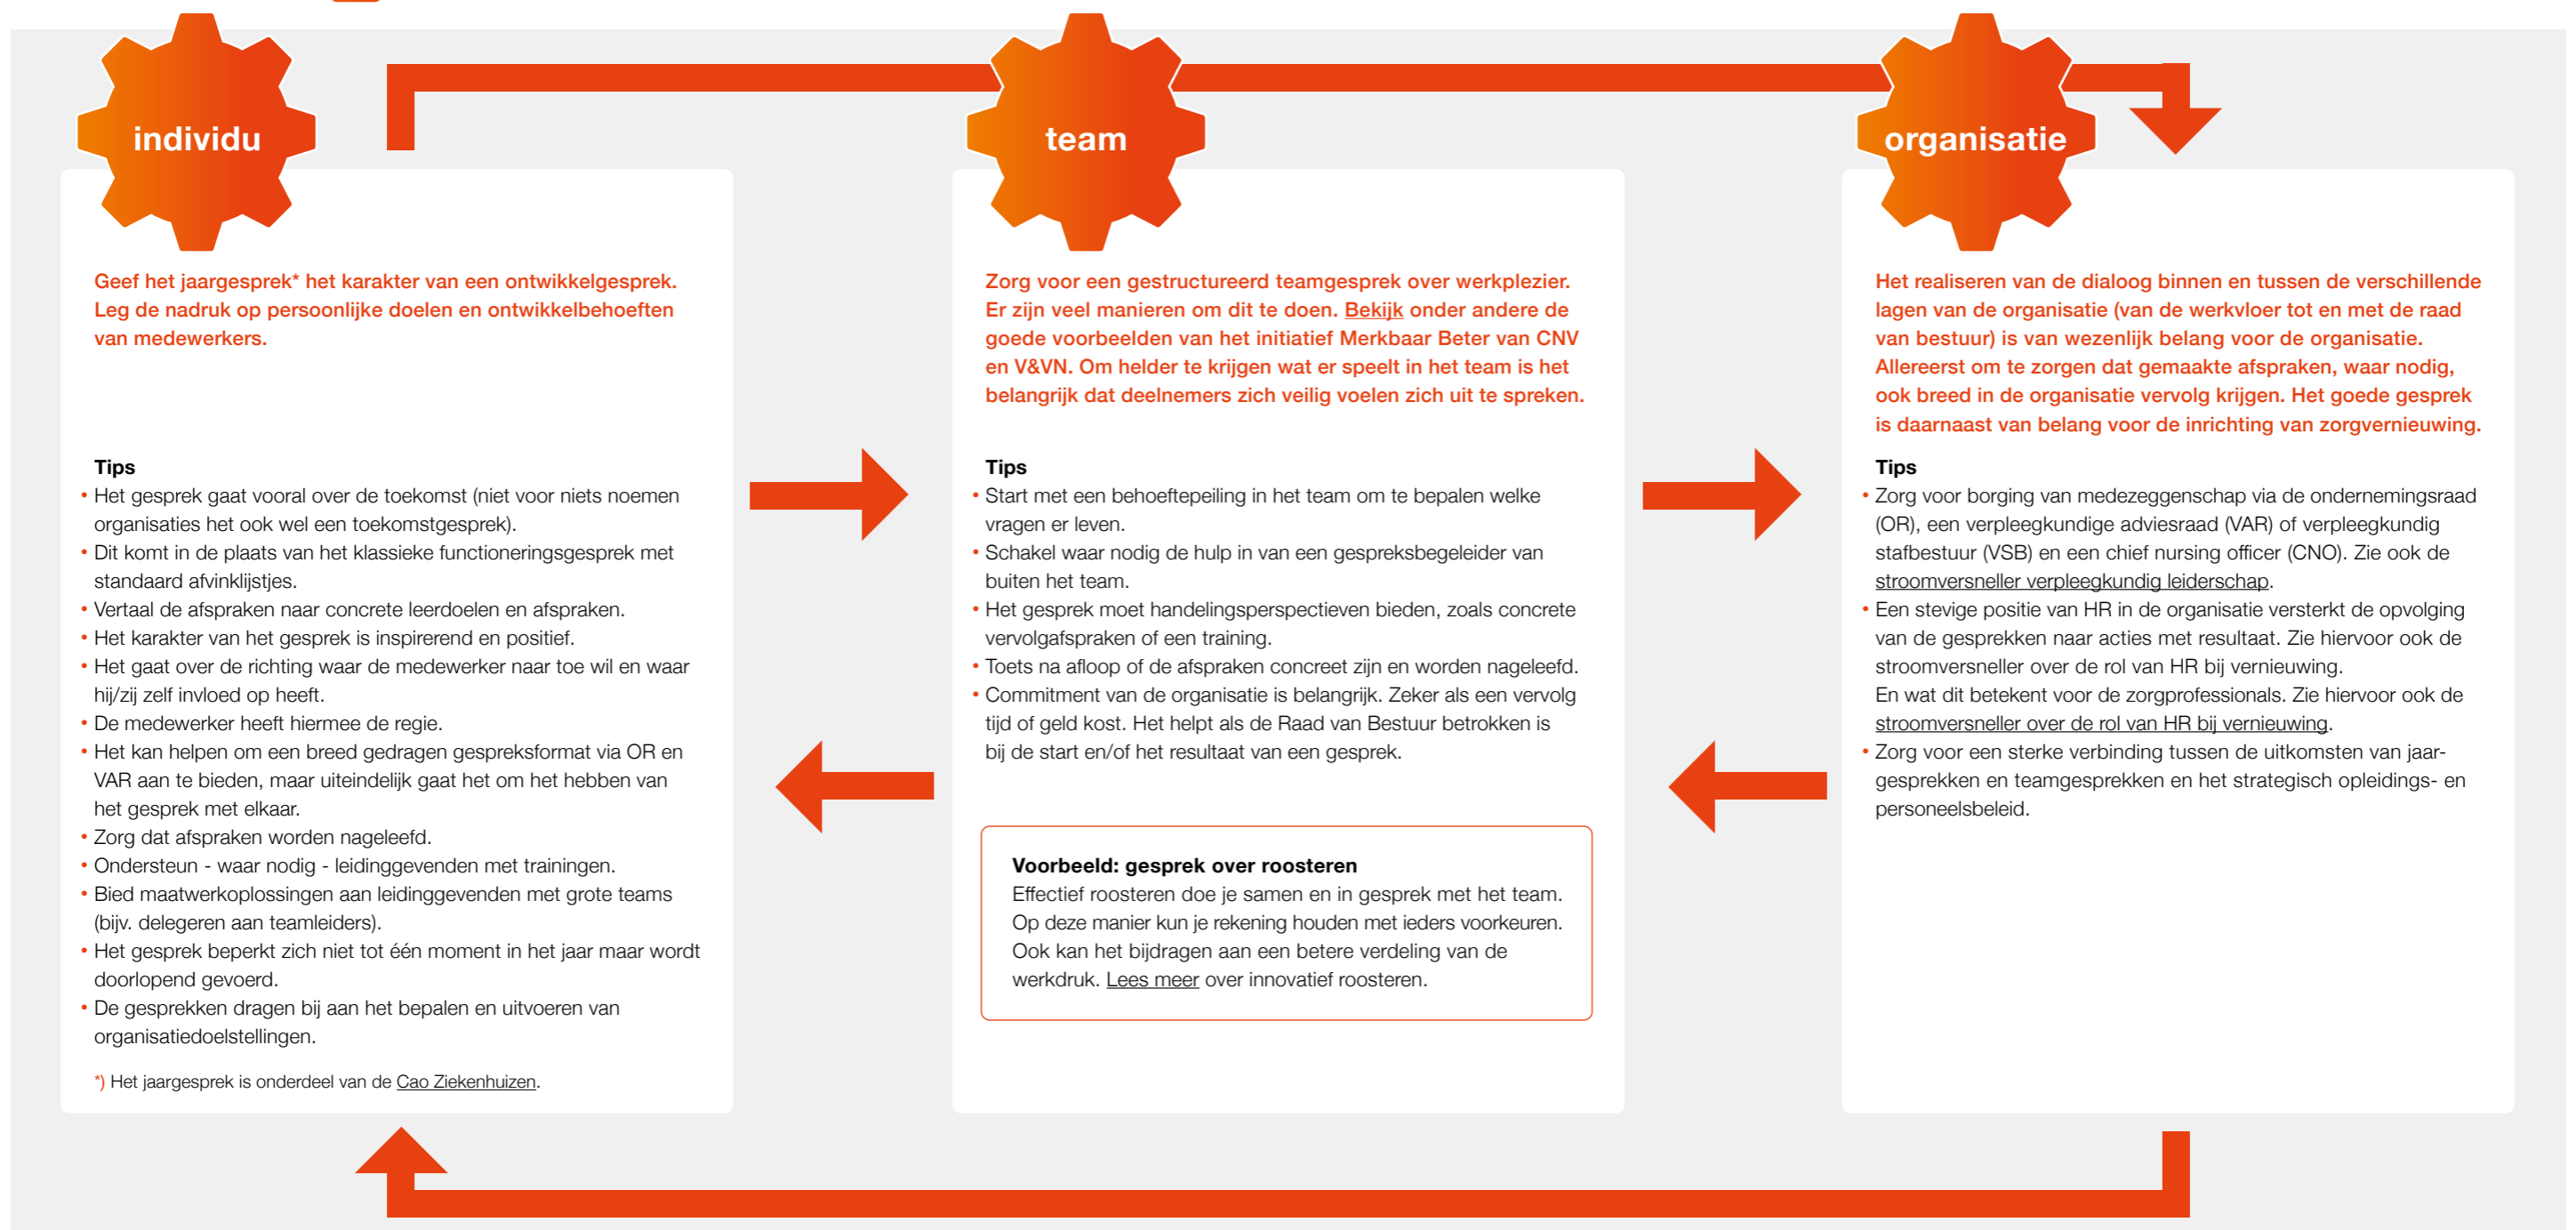 individu
Geef het jaargesprek* het karakter van een ontwikkelgesprek.
Leg de nadruk op persoonlijke doelen en ontwikkelbehoeften
van medewerkers.
Tips
• Het gesprek gaat vooral over de toekomst (niet voor niets noemen
organisaties het ook wel een toekomstgesprek).
• Dit komt in de plaats van het klassieke functioneringsgesprek met
standaard afvinklijstjes.
• Vertaal de afspraken naar concrete leerdoelen en afspraken.
• Het karakter van het gesprek is inspirerend en positief.
• Het gaat over de richting waar de medewerker naar toe wil en waar
hij/zij zelf invloed op heeft.
• De medewerker heeft hiermee de regie.
• Het kan helpen om een breed gedragen gespreksformat via OR en
VAR aan te bieden, maar uiteindelijk gaat het om het hebben van
het gesprek met elkaar.
• Zorg dat afspraken worden nageleefd.
• Ondersteun - waar nodig - leidinggevenden met trainingen.
• Bied maatwerkoplossingen aan leidinggevenden met grote teams
(bijv. delegeren aan teamleiders).
• Het gesprek beperkt zich niet tot één moment in het jaar maar wordt
doorlopend gevoerd.
• De gesprekken dragen bij aan het bepalen en uitvoeren van
organisatiedoelstellingen.
*) Het jaargesprek is onderdeel van de Cao Ziekenhuizen.
team
Zorg voor een gestructureerd teamgesprek over werkplezier.
Er zijn veel manieren om dit te doen. Bekijk onder andere de
goede voorbeelden van het initiatief Merkbaar Beter van CNV
en V&VN. Om helder te krijgen wat er speelt in het team is het
belangrijk dat deelnemers zich veilig voelen zich uit te spreken.
Tips
• Start met een behoeftepeiling in het team om te bepalen welke
vragen er leven.
• Schakel waar nodig de hulp in van een gespreksbegeleider van
buiten het team.
• Het gesprek moet handelingsperspectieven bieden, zoals concrete
vervolgafspraken of een training.
• Toets na afloop of de afspraken concreet zijn en worden nageleefd.
• Commitment van de organisatie is belangrijk. Zeker als een vervolg
tijd of geld kost. Het helpt als de Raad van Bestuur betrokken is
bij de start en/of het resultaat van een gesprek.
Voorbeeld: gesprek over roosteren
Effectief roosteren doe je samen en in gesprek met het team.
Op deze manier kun je rekening houden met ieders voorkeuren.
Ook kan het bijdragen aan een betere verdeling van de
werkdruk. Lees meer over innovatief roosteren.
organisatie
Het realiseren van de dialoog binnen en tussen de verschillende
lagen van de organisatie (van de werkvloer tot en met de raad
van bestuur) is van wezenlijk belang voor de organisatie.
Allereerst om te zorgen dat gemaakte afspraken, waar nodig,
ook breed in de organisatie vervolg krijgen. Het goede gesprek
is daarnaast van belang voor de inrichting van zorgvernieuwing.
Tips
• Zorg voor borging van medezeggenschap via de ondernemingsraad
(OR), een verpleegkundige adviesraad (VAR) of verpleegkundig
stafbestuur (VSB) en een chief nursing officer (CNO). Zie ook de
stroomversneller verpleegkundig leiderschap.
• Een stevige positie van HR in de organisatie versterkt de opvolging
van de gesprekken naar acties met resultaat. Zie hiervoor ook de
stroomversneller over de rol van HR bij vernieuwing.
En wat dit betekent voor de zorgprofessionals. Zie hiervoor ook de
stroomversneller over de rol van HR bij vernieuwing.
• Zorg voor een sterke verbinding tussen de uitkomsten van jaar-
gesprekken en teamgesprekken en het strategisch opleidings- en
personeelsbeleid.